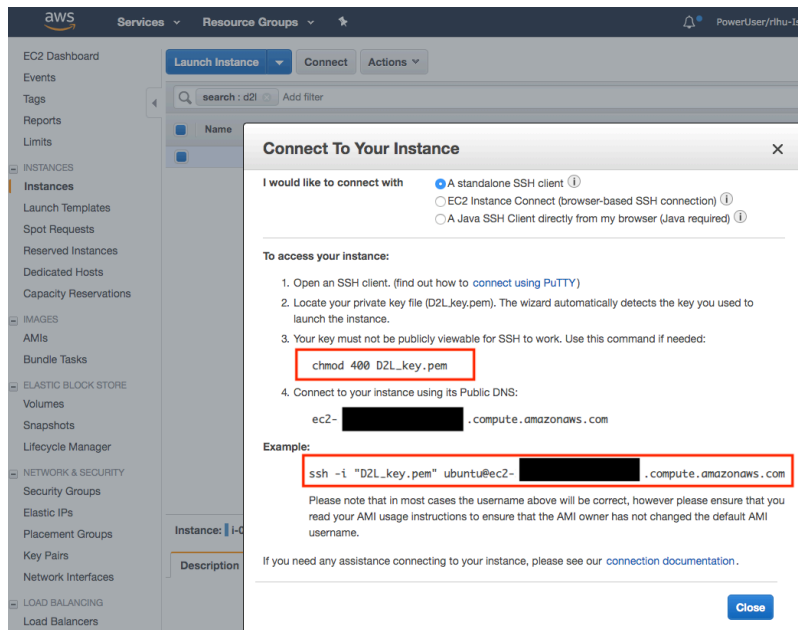 aws
Services
Resource Groups
PowerUser/rlhu-Is
EC2 Dashboard
Events
Tags
Reports
Limits
INSTANCES
Instances
Launch Templates
Spot Requests
Reserved Instances
Dedicated Hosts
Capacity Reservations
IMAGES
AMIs
Bundle Tasks
ELASTIC BLOCK STORE
Volumes
Snapshots
Lifecycle Manager
NETWORK & SECURITY
Security Groups
Elastic IPs
Placement Groups
Key Pairs
Network Interfaces
LOAD BALANCING
Load Balancers
Launch Instance
Connect
Actions
search : d2l
Add filter
Name
Instance: i-0
Description
Connect To Your Instance
I would like to connect with
A standalone SSH client
EC2 Instance Connect (browser-based SSH connection)
A Java SSH Client directly from my browser (Java required)
To access your instance:
1. Open an SSH client. (find out how to connect using PuTTY)
2. Locate your private key file (D2L_key.pem). The wizard automatically detects the key you used to
launch the instance.
3. Your key must not be publicly viewable for SSH to work. Use this command if needed:
chmod 400 D2L_key.pem
4. Connect to your instance using its Public DNS:
ec2- .compute.amazonaws.com
Example:
ssh -i "D2L_key.pem" ubuntu@ec2- .compute.amazonaws.com
Please note that in most cases the username above will be correct, however please ensure that you
read your AMI usage instructions to ensure that the AMI owner has not changed the default AMI
username.
If you need any assistance connecting to your instance, please see our connection documentation.
Close